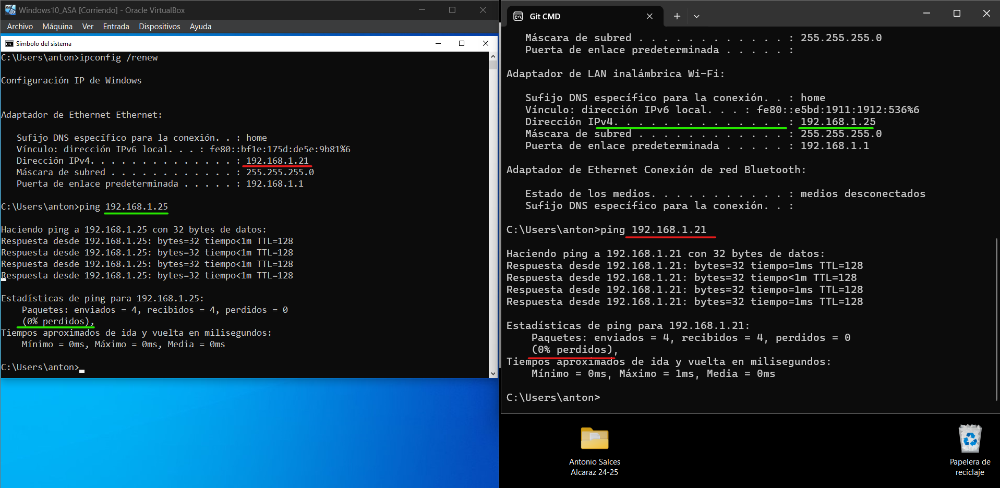 Windows10_ASA [Corriendo] - Oracle VirtualBox
Archivo Máquina Ver Entrada Dispositivos Ayuda
Símbolo del sistema
C:\Users\anton>ipconfig /renew
Configuración IP de Windows
Adaptador de Ethernet Ethernet:
Sufijo DNS específico para la conexión. . : home
Vínculo: dirección IPv6 local. . . : fe80::bf1e:175d:de5e:9b81%6
Dirección IPv4. . . . . . . . . . . . . . : 192.168.1.21
Máscara de subred . . . . . . . . . . . . : 255.255.255.0
Puerta de enlace predeterminada . . . . . : 192.168.1.1
C:\Users\anton>ping 192.168.1.25
Haciendo ping a 192.168.1.25 con 32 bytes de datos:
Respuesta desde 192.168.1.25: bytes=32 tiempo<1m TTL=128
Respuesta desde 192.168.1.25: bytes=32 tiempo<1m TTL=128
Respuesta desde 192.168.1.25: bytes=32 tiempo<1m TTL=128
Respuesta desde 192.168.1.25: bytes=32 tiempo<1m TTL=128
Estadísticas de ping para 192.168.1.25:
Paquetes: enviados = 4, recibidos = 4, perdidos = 0
(0% perdidos),
Tiempos aproximados de ida y vuelta en milisegundos:
Mínimo = 0ms, Máximo = 0ms, Media = 0ms
C:\Users\anton>
Git CMD
Máscara de subred . . . . . . . . . . . . : 255.255.255.0
Puerta de enlace predeterminada . . . . . :
Adaptador de LAN inalámbrica Wi-Fi:
Sufijo DNS específico para la conexión. . : home
Vínculo: dirección IPv6 local. . . : fe80::e5bd:1911:1912:536%6
Dirección IPv4. . . . . . . . . . . . . . : 192.168.1.25
Máscara de subred . . . . . . . . . . . . : 255.255.255.0
Puerta de enlace predeterminada . . . . . : 192.168.1.1
Adaptador de Ethernet Conexión de red Bluetooth:
Estado de los medios. . . . . . . . . . . : medios desconectados
Sufijo DNS específico para la conexión. . :
C:\Users\anton>ping 192.168.1.21
Haciendo ping a 192.168.1.21 con 32 bytes de datos:
Respuesta desde 192.168.1.21: bytes=32 tiempo=1ms TTL=128
Respuesta desde 192.168.1.21: bytes=32 tiempo<1m TTL=128
Respuesta desde 192.168.1.21: bytes=32 tiempo=1ms TTL=128
Respuesta desde 192.168.1.21: bytes=32 tiempo=1ms TTL=128
Estadísticas de ping para 192.168.1.21:
Paquetes: enviados = 4, recibidos = 4, perdidos = 0
(0% perdidos),
Tiempos aproximados de ida y vuelta en milisegundos:
Mínimo = 0ms, Máximo = 1ms, Media = 0ms
C:\Users\anton>
Antonio Salces
Alcaraz 24-25
Papelera de
reciclaje